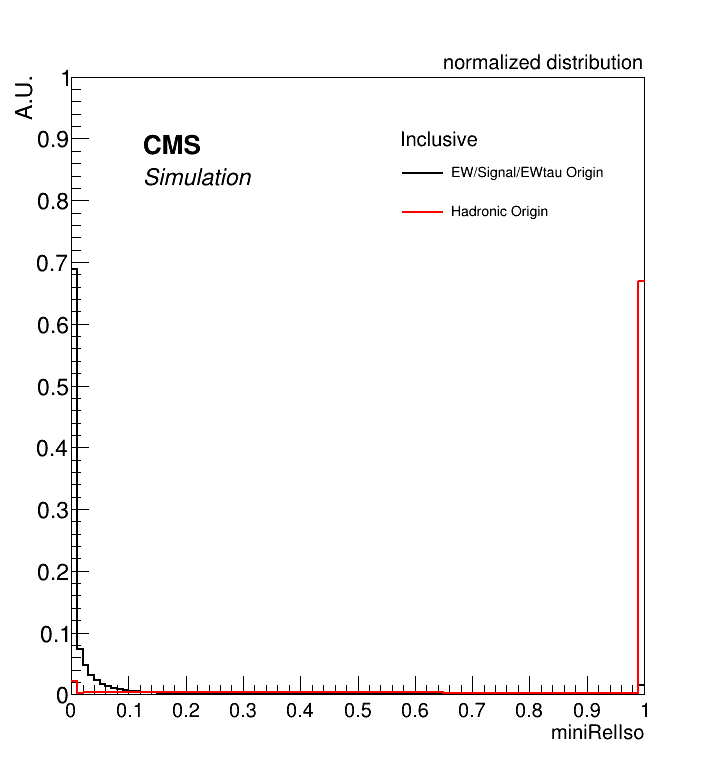 normalized distribution
A.U.
1
0.9
0.8
0.7
0.6
0.5
0.4
0.3
0.2
0.1
0
CMS
Simulation
Inclusive
EW/Signal/EWtau Origin
Hadronic Origin
0 0.1 0.2 0.3 0.4 0.5 0.6 0.7 0.8 0.9 1
miniRelIso